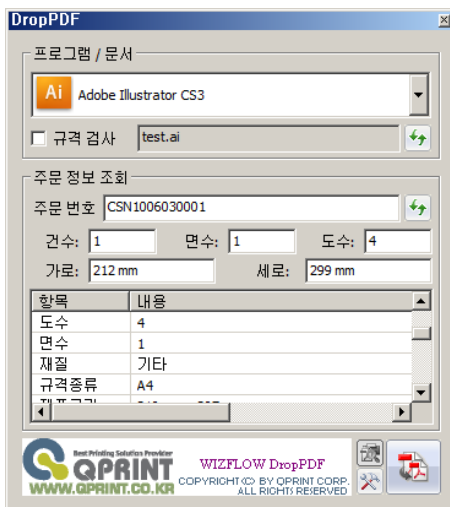 DropPDF
프로그램 / 문서
Ai Adobe Illustrator CS3
규격 검사 test.ai
주문 정보 조회
주문 번호 CSN1006030001
건수: 1 면수: 1 도수: 4
가로: 212 mm 세로: 299 mm
항목 내용
도수 4
면수 1
재질 기타
규격종류 A4
Best Printing Solution Provider
QPRINT
WWW.QPRINT.CO.KR
WIZFLOW DropPDF
COPYRIGHT(C) BY QPRINT CORP.
ALL RIGHTS RESERVED